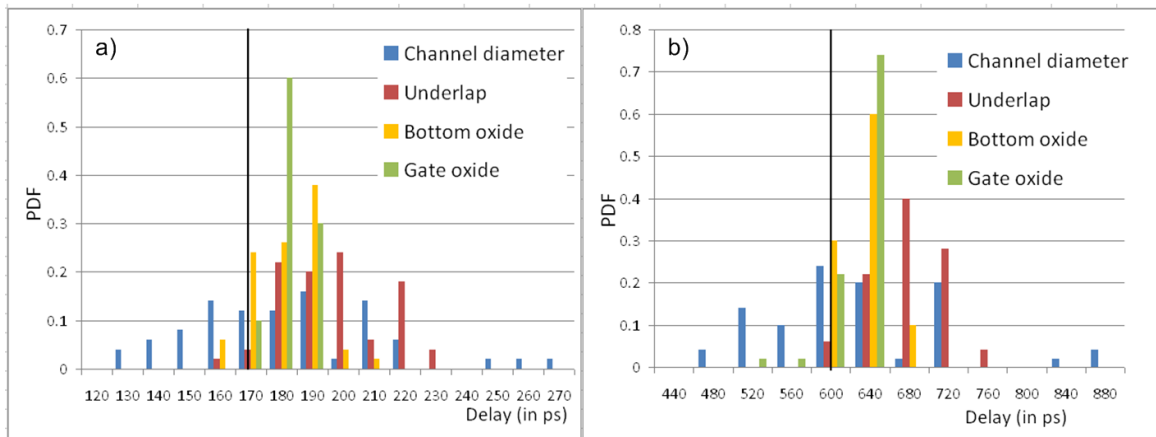 a)
0.7
0.6
0.5
0.4
0.3
0.2
0.1
0
PDF
Channel diameter
Underlap
Bottom oxide
Gate oxide
120 130 140 150 160 170 180 190 200 210 220 230 240 250 260 270
Delay (in ps)
b)
0.8
0.7
0.6
0.5
0.4
0.3
0.2
0.1
0
PDF
Channel diameter
Underlap
Bottom oxide
Gate oxide
440 480 520 560 600 640 680 720 760 800 840 880
Delay (in ps)